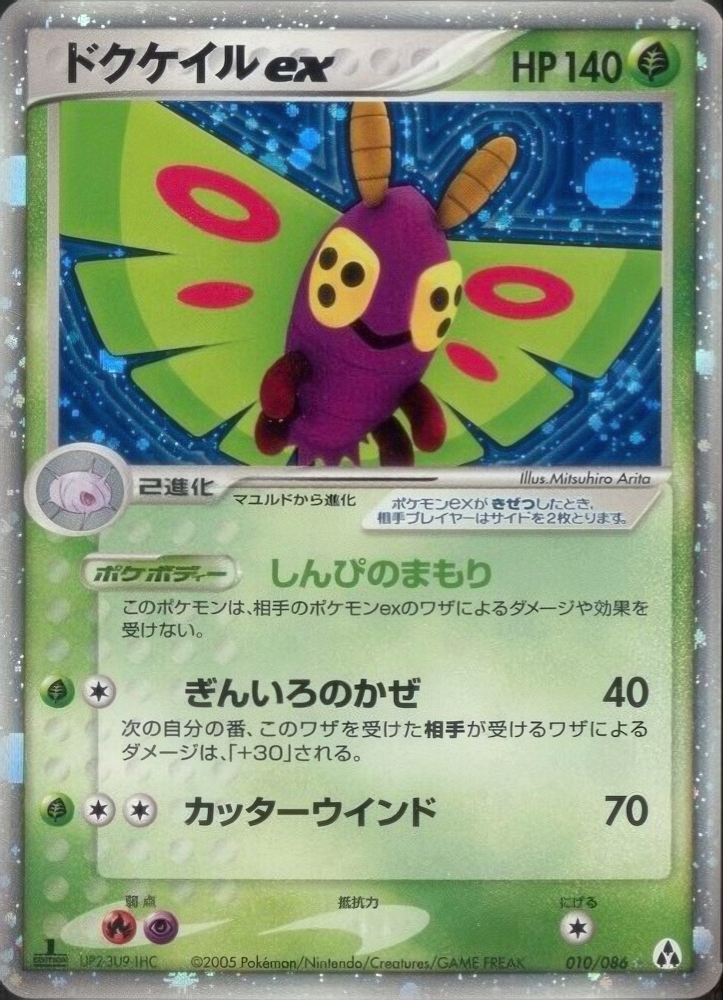 ドクケイルex HP140
Illus.Mitsuhiro Arita
2進化
マユルドから進化
ポケモンexがきぜつしたとき、
相手プレイヤーはサイドを2枚とります。
ポケボディー しんぴのまもり
このポケモンは、相手のポケモンexのワザによるダメージや効果を
受けない。
ぎんいろのかぜ 40
次の自分の番、このワザを受けた相手が受けるワザによる
ダメージは、「+30」される。
カッターウインド 70
弱点 抵抗力 にげる
1 EDITION UP2-3U9-1HC ©2005 Pokémon/Nintendo/Creatures/GAME FREAK 010/086